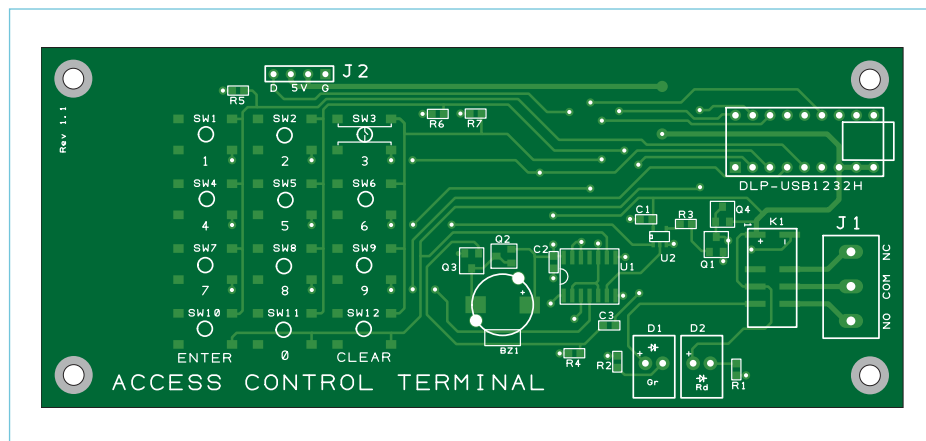 J2
D 5V G
R5
Rev 1.1
SW1 SW2 SW3
R6 R7
1 2 3
DLP-USB1232H
SW4 SW5 SW6
4 5 6
C1 R3 Q4
1 K1
J1
+ -
U2
Q1
NC
COM
NO
SW7 SW8 SW9
Q3 Q2 C2 U1
7 8 9
+
SW10 SW11 SW12
C3
BZ1
ENTER 0 CLEAR
R4 R2
D1 D2
+ +
Gr Rd
R1
ACCESS CONTROL TERMINAL